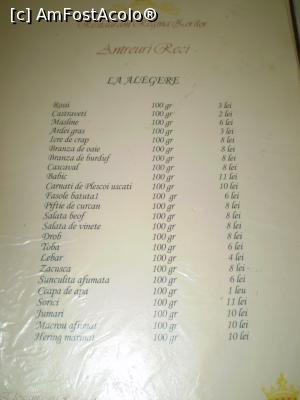 [c] AmFostAcolo®
Regina Zorilor
Antreuri Reci
LA ALEGERE
Rosii 100 gr 3 lei
Castraveti 100 gr 2 lei
Masline 100 gr 6 lei
Ardei gras 100 gr 3 lei
Icre de crap 100 gr 8 lei
Branza de oaie 100 gr 8 lei
Branza de burduf 100 gr 8 lei
Cascaval 100 gr 8 lei
Babic 100 gr 11 lei
Carnati de Plescoi uscati 100 gr 10 lei
Fasole batuta1 100 gr 6 lei
Piftie de curcan 100 gr 8 lei
Salata beof 100 gr 8 lei
Salata de vinete 100 gr 8 lei
Drob 100 gr 8 lei
Toba 100 gr 6 lei
Lebar 100 gr 4 lei
Zacusca 100 gr 8 lei
Sunculita afumata 100 gr 6 lei
Ceapa de apa 100 gr 1 leu
Sorici 100 gr 11 lei
Jumari 100 gr 10 lei
Macrou afumat 100 gr 10 lei
Hering marinat 100 gr 10 lei